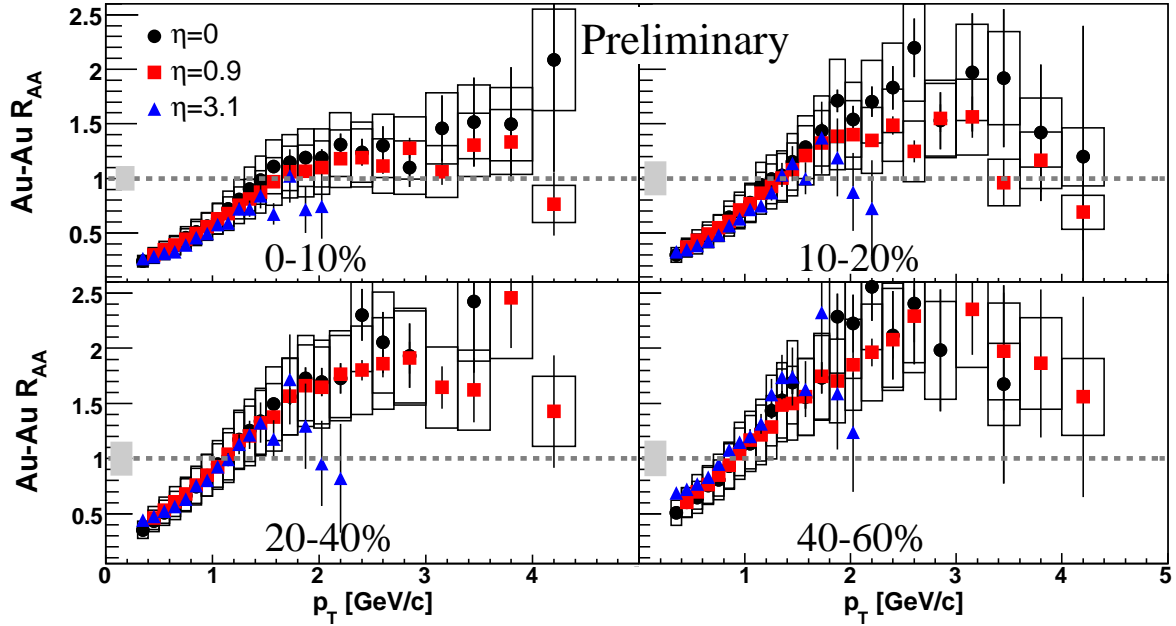 Preliminary
η=0
η=0.9
η=3.1
Au-Au R_AA
2.5
2
1.5
1
0.5
0-10%
10-20%
Au-Au R_AA
2.5
2
1.5
1
0.5
20-40%
40-60%
0 1 2 3 4 1 2 3 4 5
p_T [GeV/c] p_T [GeV/c]